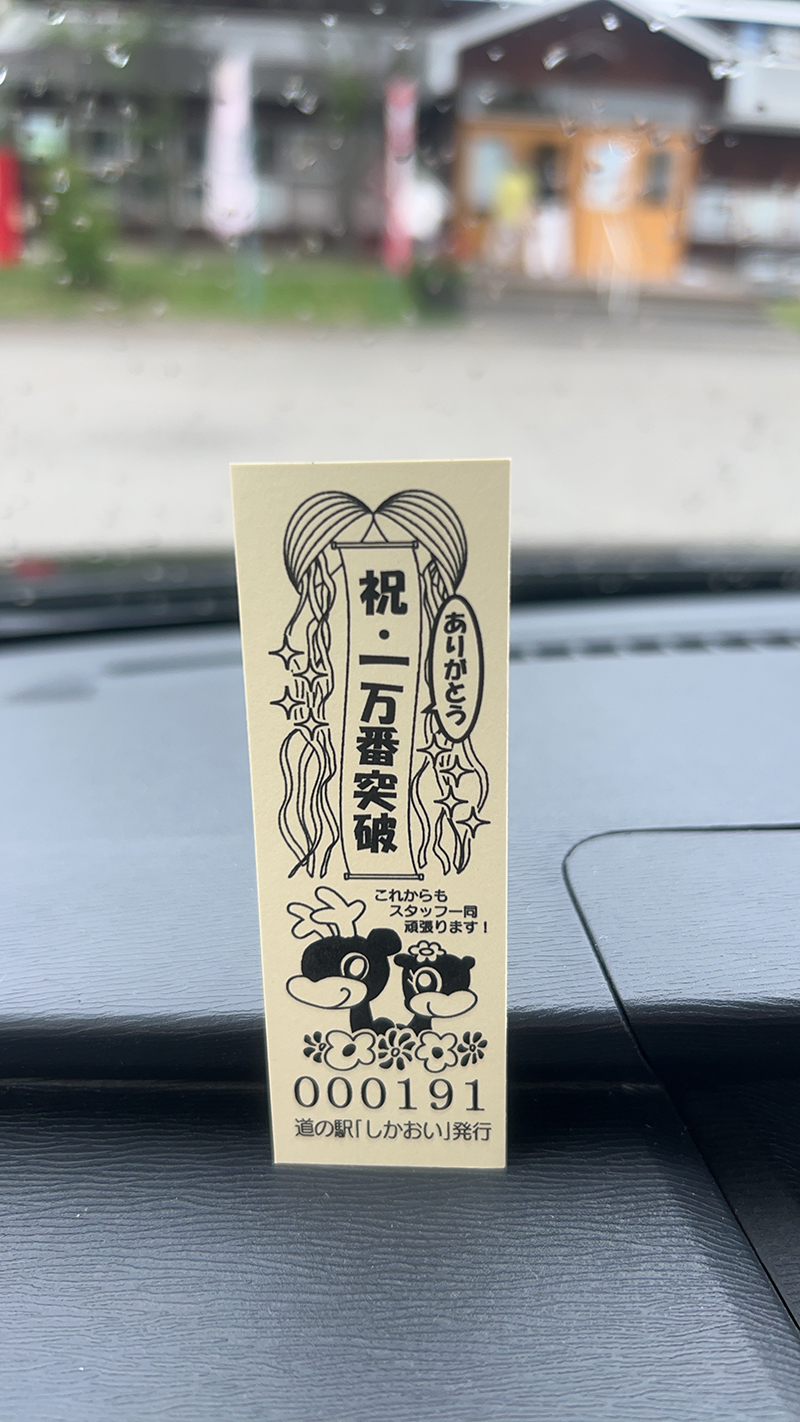 祝・一万番突破
ありがとう
これからも
スタッフ一同
頑張ります！
000191
道の駅「しかおい」発行